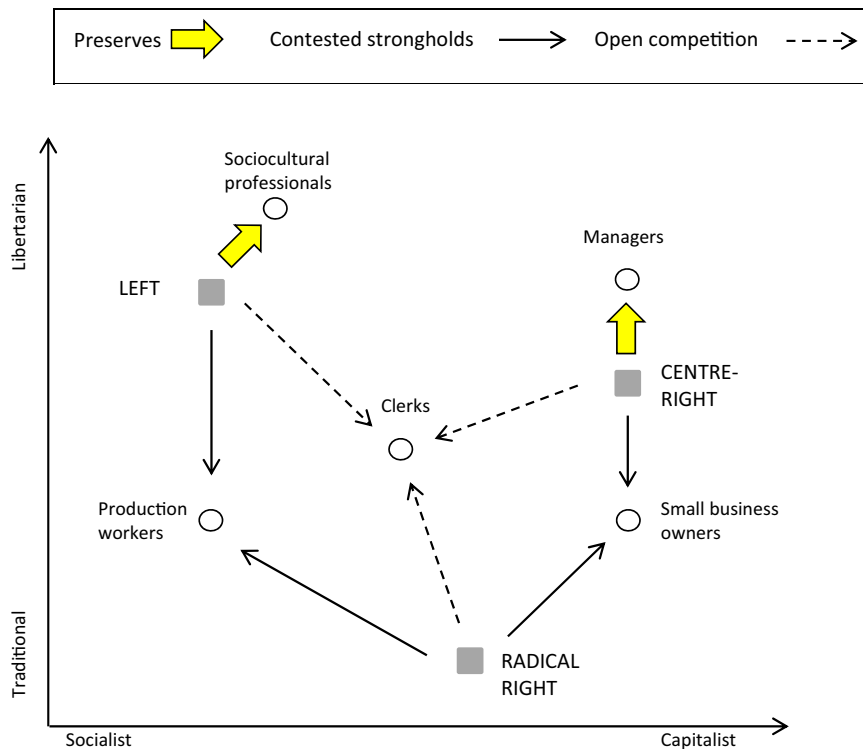 Preserves
Contested strongholds
Open competition
Sociocultural
professionals
Managers
Libertarian
LEFT
CENTRE-
RIGHT
Clerks
Production
workers
Small business
owners
RADICAL
RIGHT
Traditional
Socialist
Capitalist